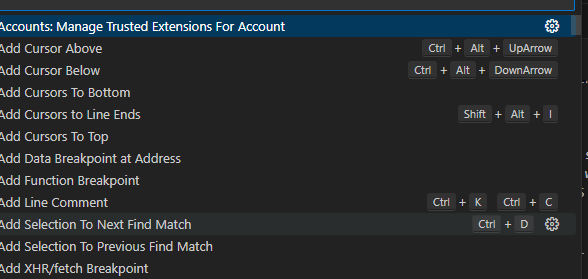 Accounts: Manage Trusted Extensions For Account
Add Cursor Above Ctrl + Alt + UpArrow
Add Cursor Below Ctrl + Alt + DownArrow
Add Cursors To Bottom
Add Cursors to Line Ends Shift + Alt + I
Add Cursors To Top
Add Data Breakpoint at Address
Add Function Breakpoint
Add Line Comment Ctrl + K Ctrl + C
Add Selection To Next Find Match Ctrl + D
Add Selection To Previous Find Match
Add XHR/fetch Breakpoint